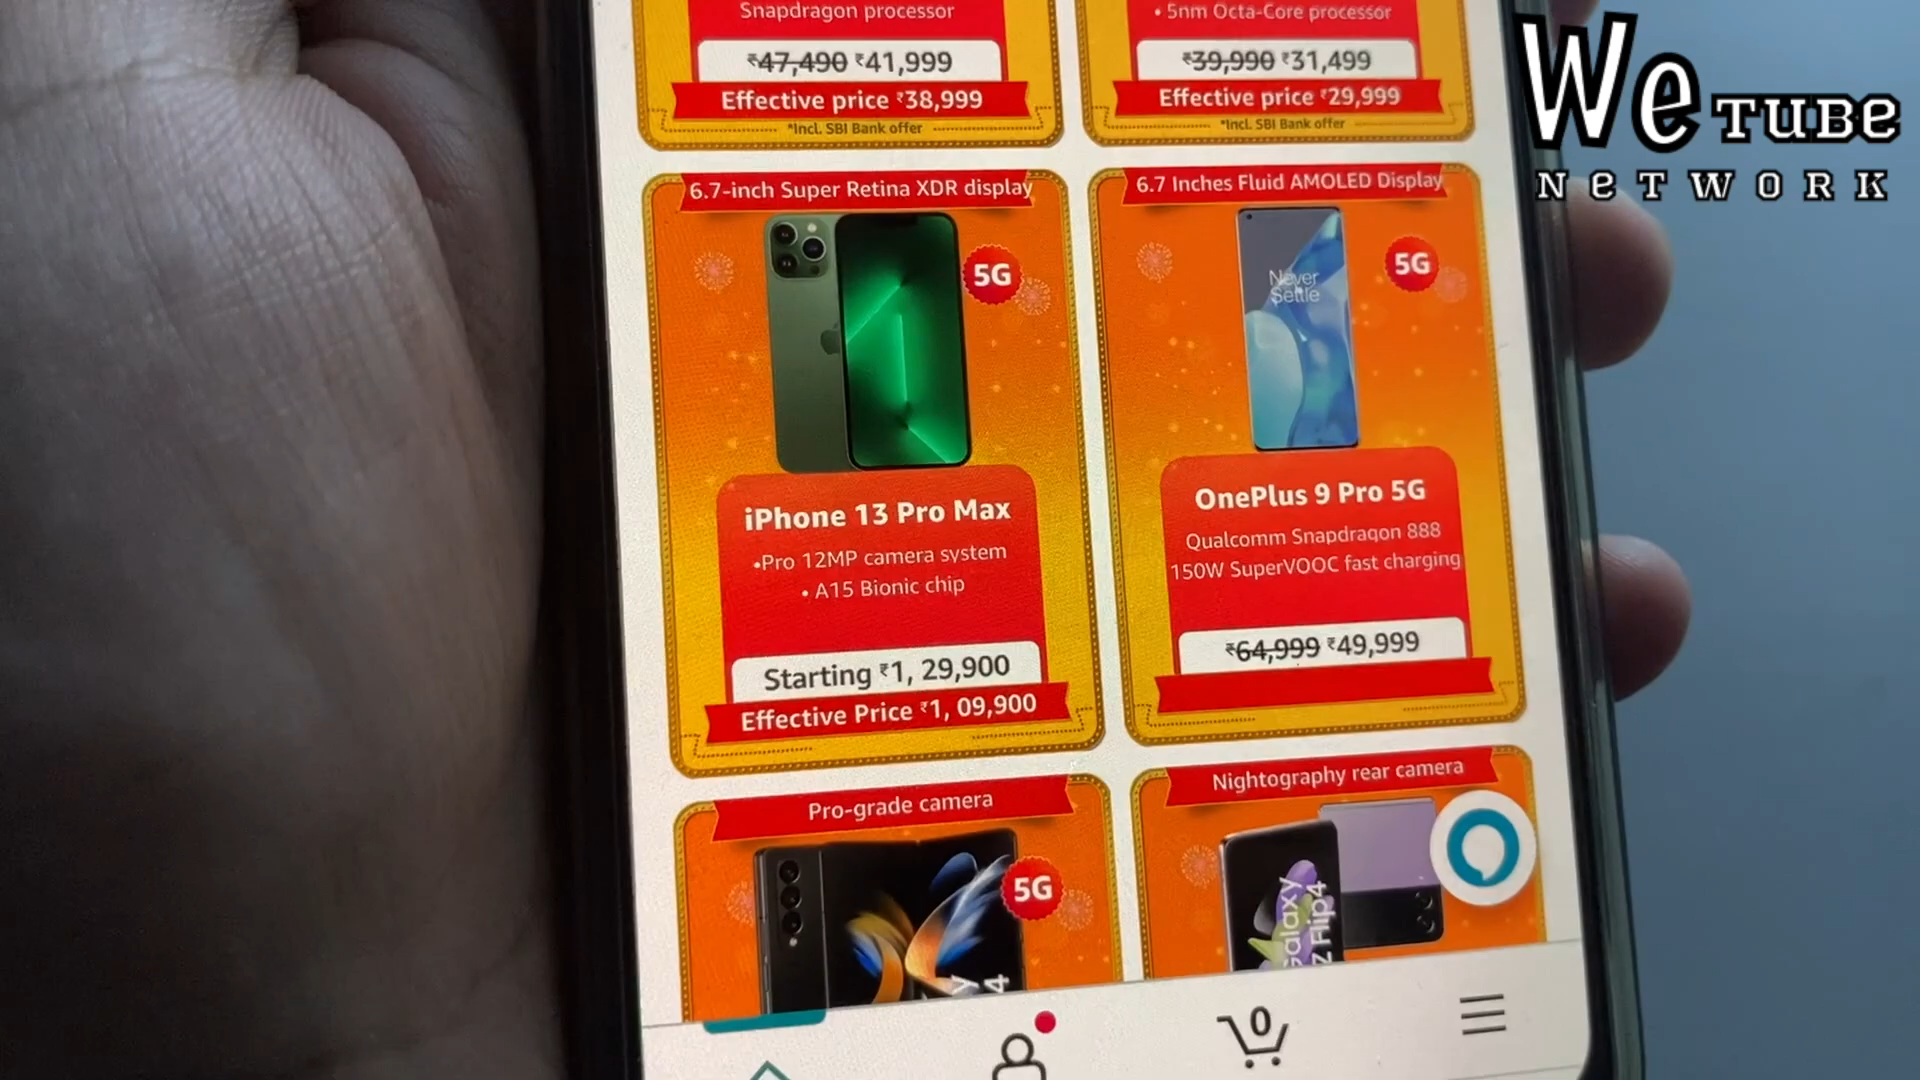 Snapdragon processor
₹47,490 ₹41,999
Effective price ₹38,999
*Incl. SBI Bank offer
• 5nm Octa-Core processor
₹39,990 ₹31,499
Effective price ₹29,999
*Incl. SBI Bank offer
We TUBE
NETWORK
6.7-inch Super Retina XDR display
5G
iPhone 13 Pro Max
•Pro 12MP camera system
• A15 Bionic chip
Starting ₹1, 29,900
Effective Price ₹1, 09,900
6.7 Inches Fluid AMOLED Display
Never
Settle
5G
OnePlus 9 Pro 5G
Qualcomm Snapdragon 888
150W SuperVOOC fast charging
₹64,999 ₹49,999
Pro-grade camera
5G
4
Nightography rear camera
Galaxy
Z Flip4
0